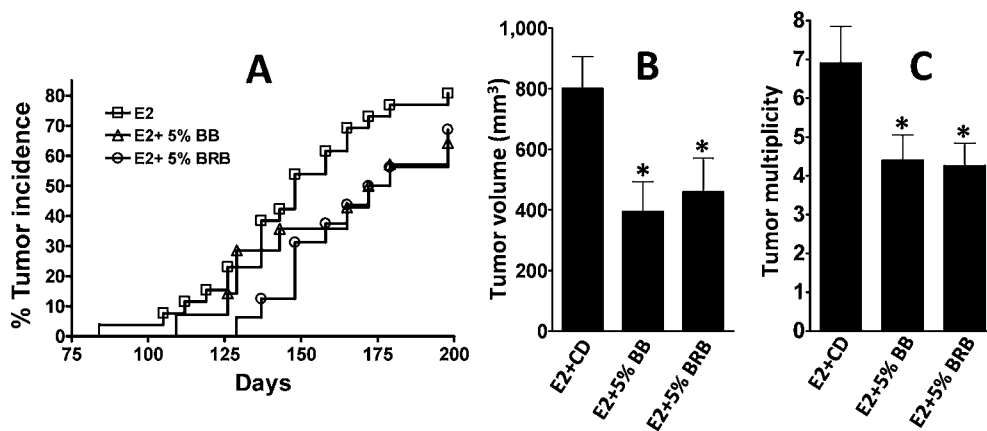 A
% Tumor incidence
80
70
60
50
40
30
20
10
0
E2
E2+ 5% BB
E2+ 5% BRB
75
100
125
150
175
200
Days
B
Tumor volume (mm³)
1,000
800
600
400
200
0
*
*
E2+CD
E2+5% BB
E2+5% BRB
C
Tumor multiplicity
8
7
6
5
4
3
2
1
0
*
*
E2+CD
E2+5% BB
E2+5% BRB